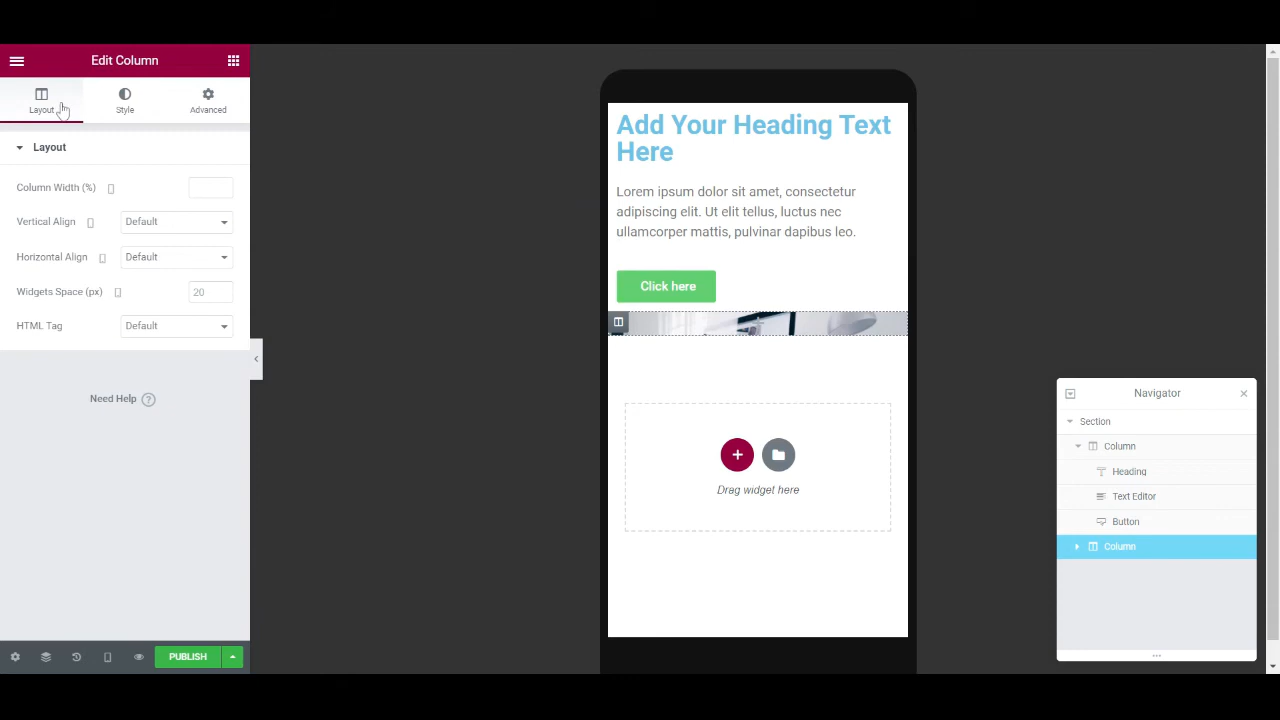 Edit Column
Layout
Style
Advanced
Layout
Column Width (%)
Vertical Align
Default
Horizontal Align
Default
Widgets Space (px)
20
HTML Tag
Default
Need Help
?
PUBLISH
Add Your Heading Text
Here
Lorem ipsum dolor sit amet, consectetur
adipiscing elit. Ut elit tellus, luctus nec
ullamcorper mattis, pulvinar dapibus leo.
Click here
Drag widget here
Navigator
Section
Column
Heading
Text Editor
Button
Column